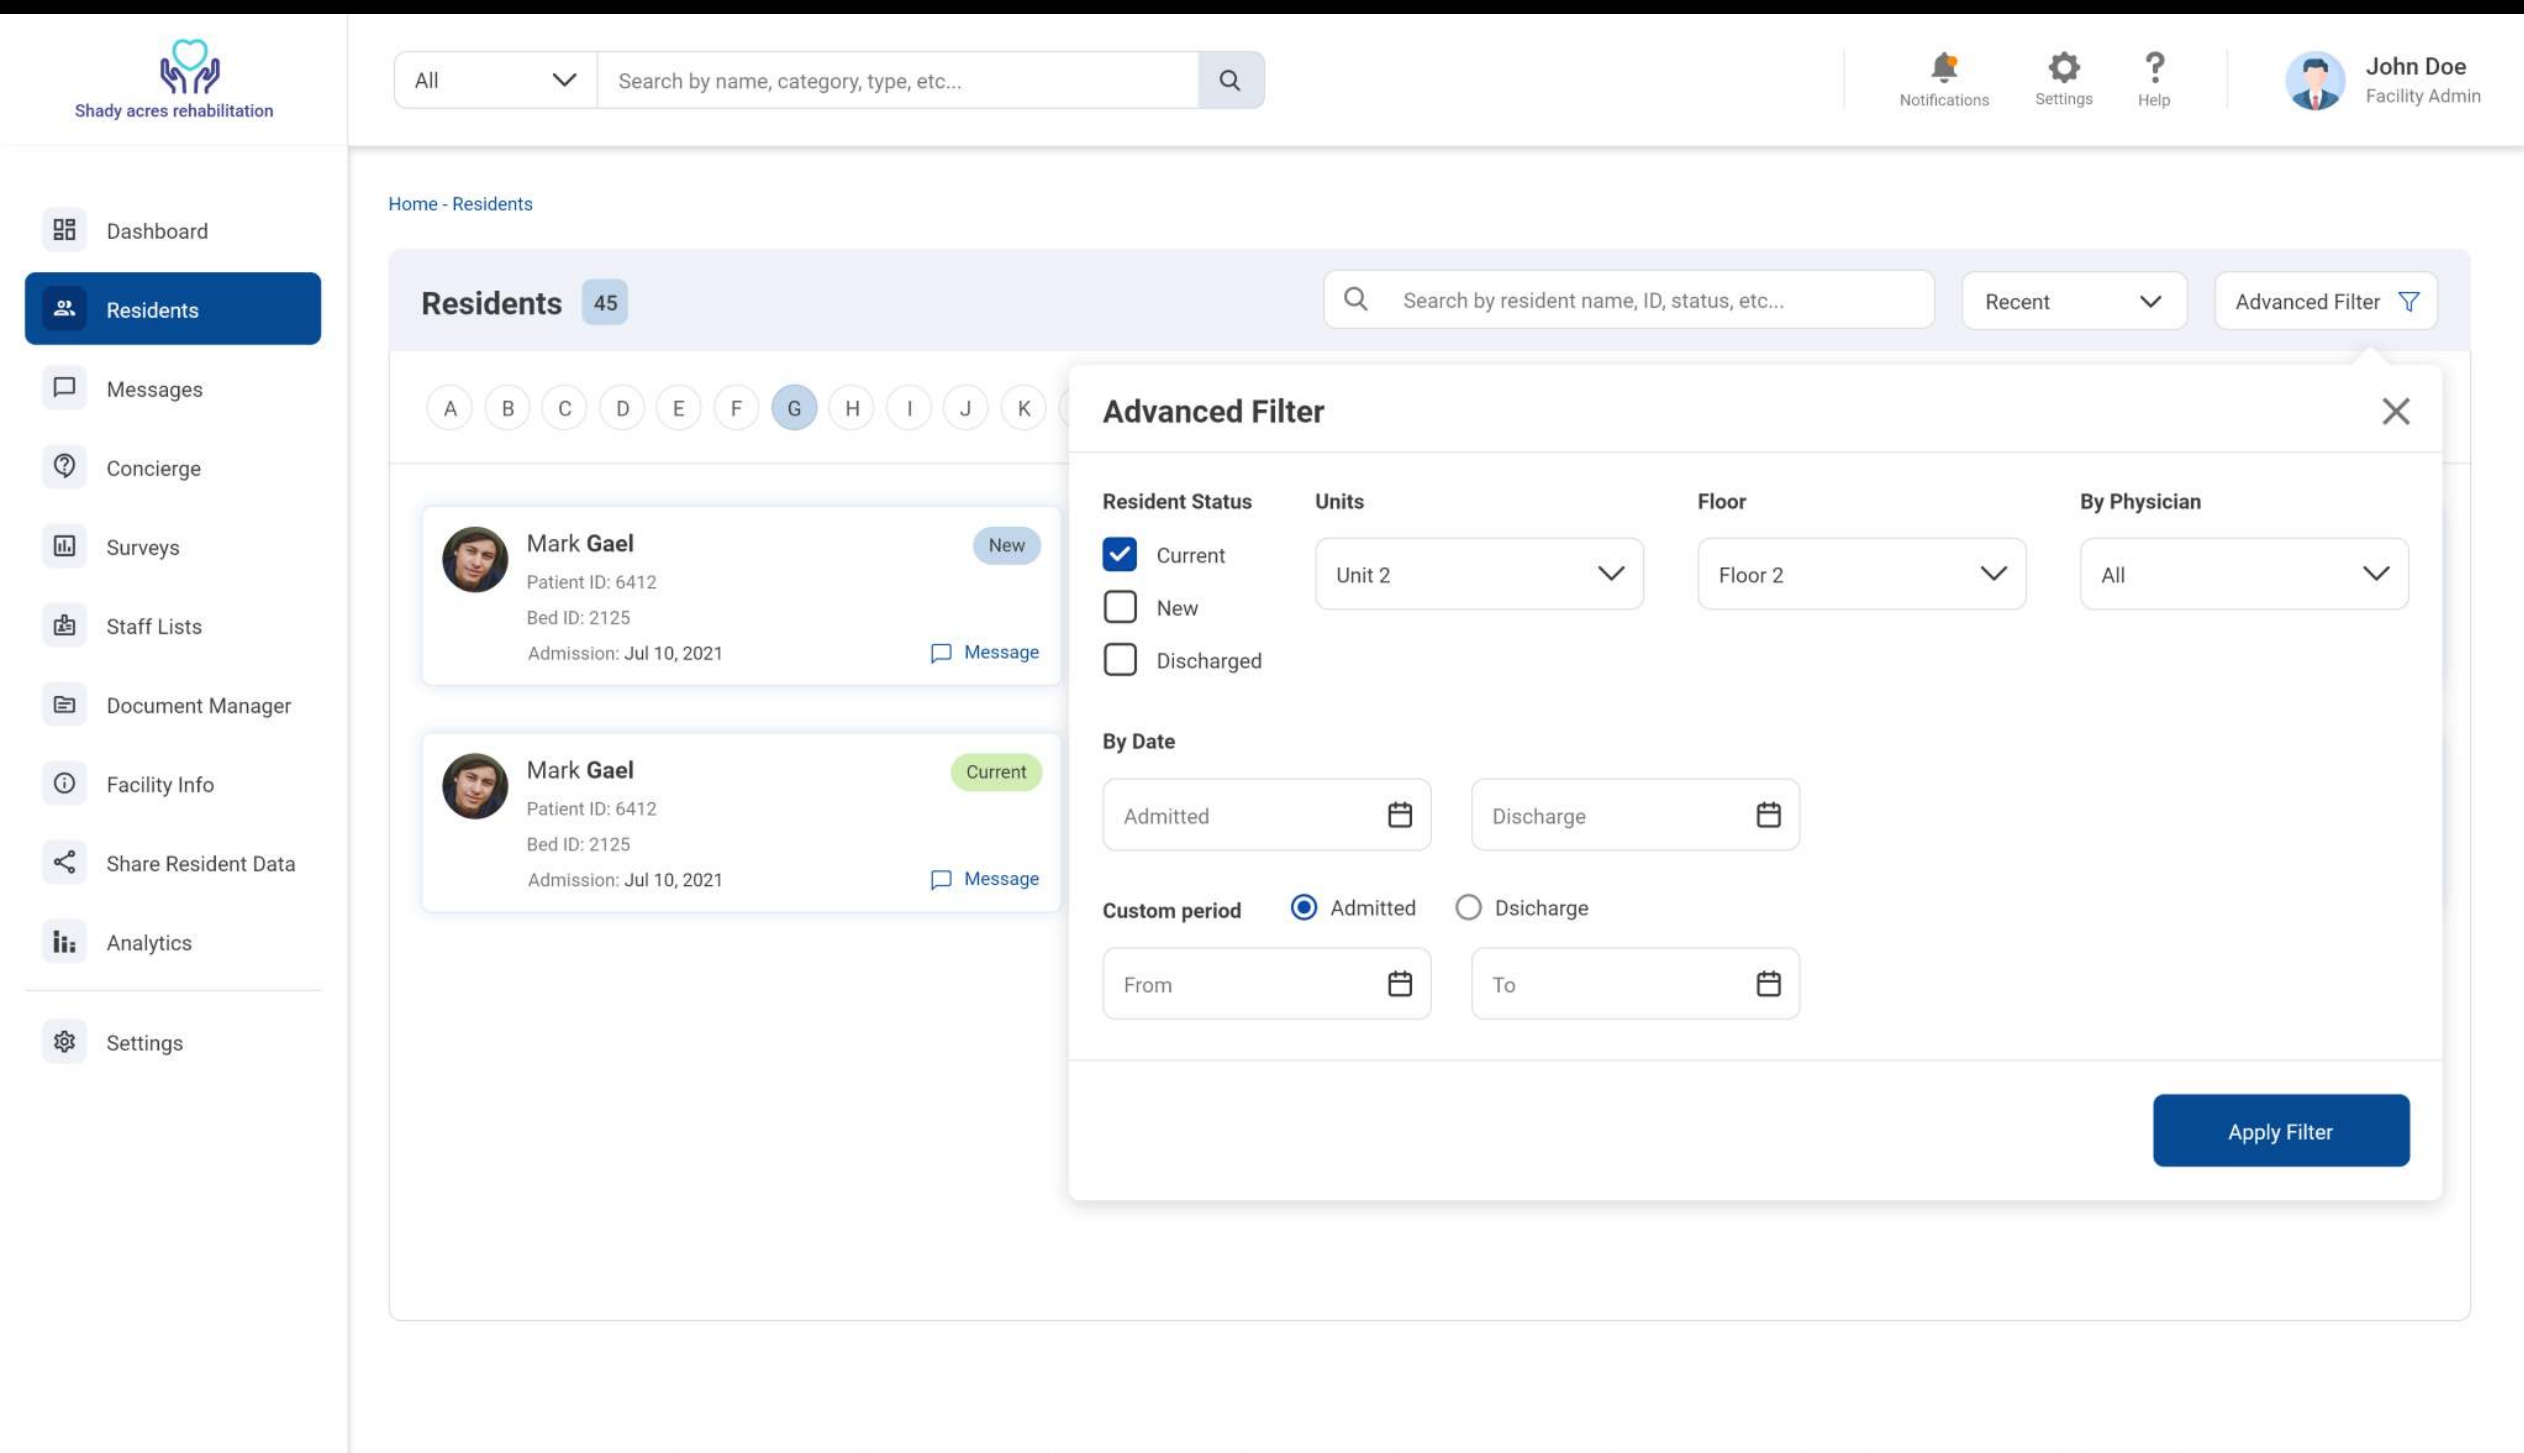 Shady acres rehabilitation
All
Search by name, category, type, etc...
Notifications
Settings
Help
John Doe
Facility Admin
Dashboard
Residents
Messages
Concierge
Surveys
Staff Lists
Document Manager
Facility Info
Share Resident Data
Analytics
Settings
Home - Residents
Residents 45
Search by resident name, ID, status, etc...
Recent
Advanced Filter
A B C D E F G H I J K
Mark Gael
New
Patient ID: 6412
Bed ID: 2125
Admission: Jul 10, 2021
Message
Mark Gael
Current
Patient ID: 6412
Bed ID: 2125
Admission: Jul 10, 2021
Message
Advanced Filter
Resident Status
Current
New
Discharged
Units
Unit 2
Floor
Floor 2
By Physician
All
By Date
Admitted
Discharge
Custom period
Admitted
Dsicharge
From
To
Apply Filter